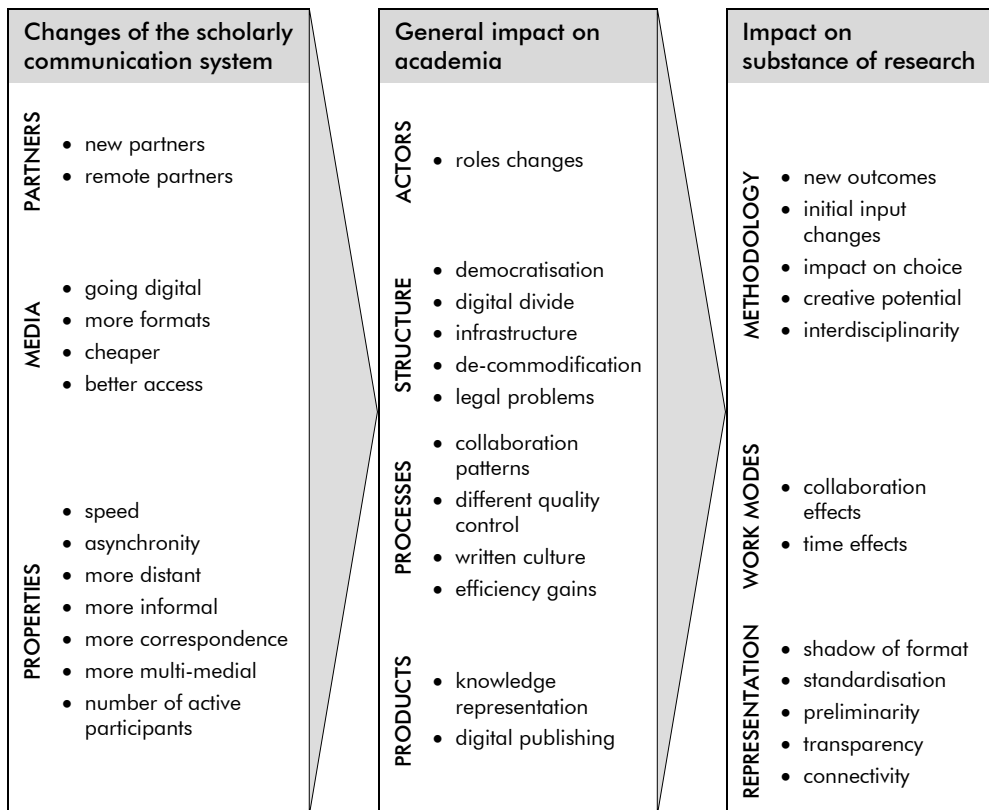 Changes of the scholarly
communication system
PARTNERS
• new partners
• remote partners
MEDIA
• going digital
• more formats
• cheaper
• better access
PROPERTIES
• speed
• asynchronity
• more distant
• more informal
• more correspondence
• more multi-medial
• number of active
participants
General impact on
academia
ACTORS
• roles changes
STRUCTURE
• democratisation
• digital divide
• infrastructure
• de-commodification
• legal problems
PROCESSES
• collaboration
patterns
• different quality
control
• written culture
• efficiency gains
PRODUCTS
• knowledge
representation
• digital publishing
Impact on
substance of research
METHODOLOGY
• new outcomes
• initial input
changes
• impact on choice
• creative potential
• interdisciplinarity
WORK MODES
• collaboration
effects
• time effects
REPRESENTATION
• shadow of format
• standardisation
• preliminarity
• transparency
• connectivity